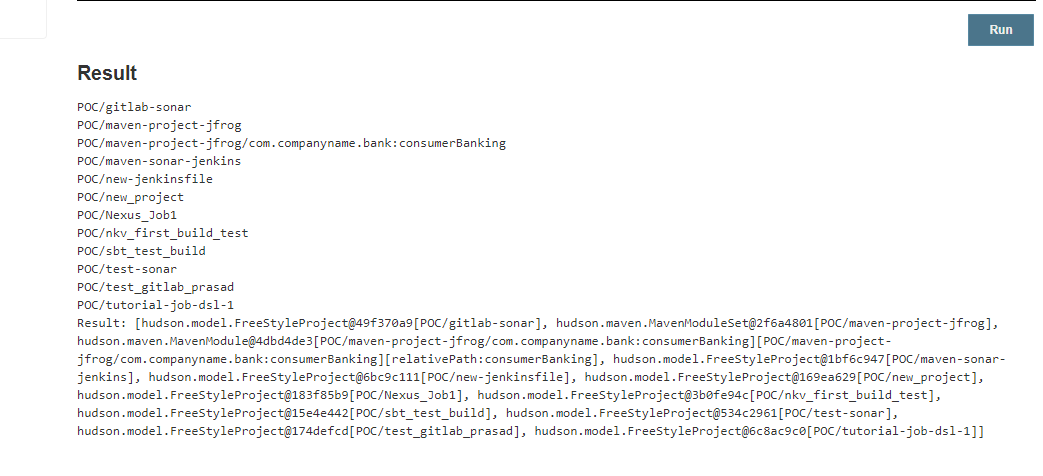 Run
Result
POC/gitlab-sonar
POC/maven-project-jfrog
POC/maven-project-jfrog/com.companyname.bank:consumerBanking
POC/maven-sonar-jenkins
POC/new-jenkinsfile
POC/new_project
POC/Nexus_Job1
POC/nkv_first_build_test
POC/sbt_test_build
POC/test-sonar
POC/test_gitlab_prasad
POC/tutorial-job-dsl-1
Result: [hudson.model.FreeStyleProject@49f370a9[POC/gitlab-sonar], hudson.maven.MavenModuleSet@2f6a4801[POC/maven-project-jfrog],
hudson.maven.MavenModule@4dbd4de3[POC/maven-project-jfrog/com.companyname.bank:consumerBanking][POC/maven-project-
jfrog/com.companyname.bank:consumerBanking][relativePath:consumerBanking], hudson.model.FreeStyleProject@1bf6c947[POC/maven-sonar-
jenkins], hudson.model.FreeStyleProject@6bc9c111[POC/new-jenkinsfile], hudson.model.FreeStyleProject@169ea629[POC/new_project],
hudson.model.FreeStyleProject@183f85b9[POC/Nexus_Job1], hudson.model.FreeStyleProject@3b0fe94c[POC/nkv_first_build_test],
hudson.model.FreeStyleProject@15e4e442[POC/sbt_test_build], hudson.model.FreeStyleProject@534c2961[POC/test-sonar],
hudson.model.FreeStyleProject@174defcd[POC/test_gitlab_prasad], hudson.model.FreeStyleProject@6c8ac9c0[POC/tutorial-job-dsl-1]]